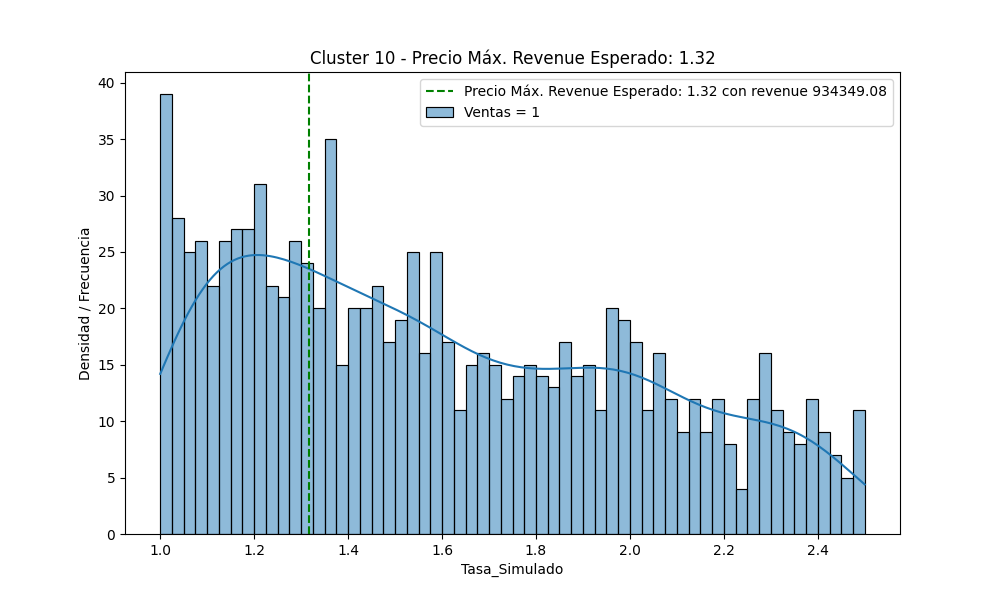 Cluster 10 - Precio Máx. Revenue Esperado: 1.32
Precio Máx. Revenue Esperado: 1.32 con revenue 934349.08
Ventas = 1
Densidad / Frecuencia
40
35
30
25
20
15
10
5
0
1.0 1.2 1.4 1.6 1.8 2.0 2.2 2.4
Tasa_Simulado